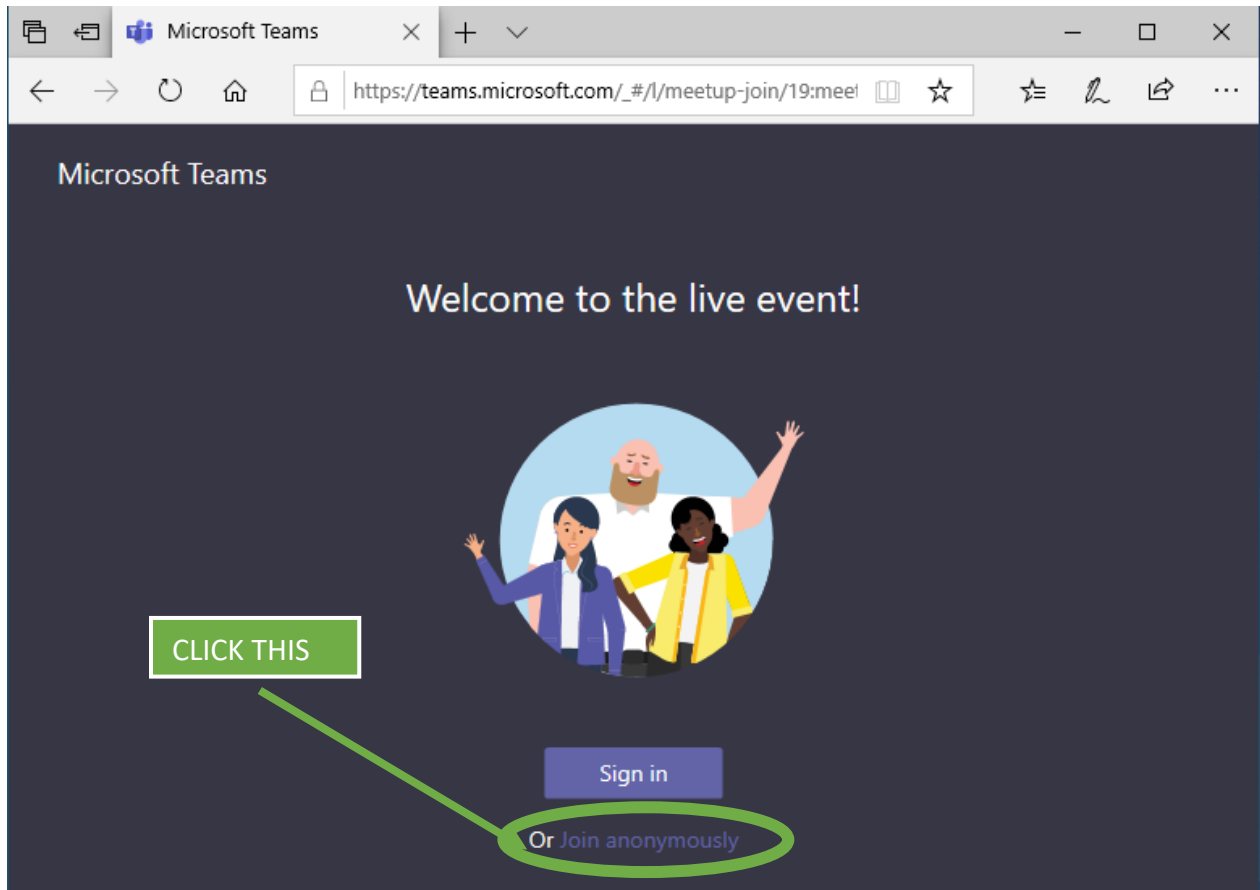 Microsoft Teams
https://teams.microsoft.com/_#/l/meetup-join/19:meet
Microsoft Teams
Welcome to the live event!
CLICK THIS
Sign in
Or Join anonymously